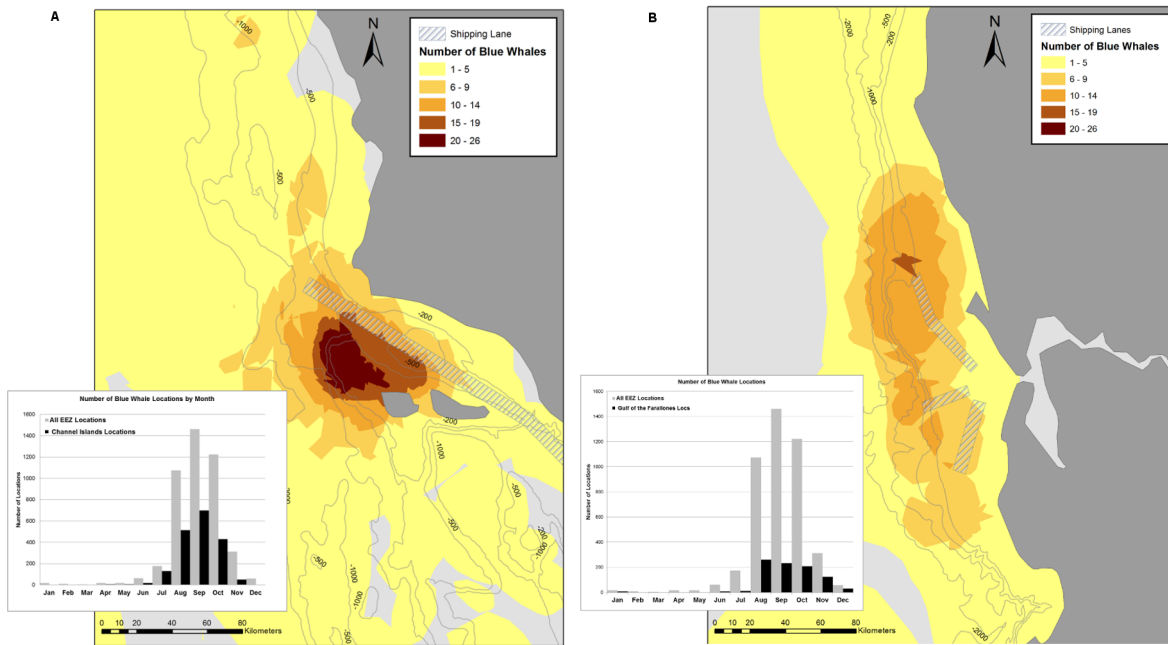 A
N
Shipping Lane
Number of Blue Whales
1 - 5
6 - 9
10 - 14
15 - 19
20 - 26
-1000
-500
-500
-200
-500
-200
-1000
-500
-500
-200
-1000
-500
-1000
-1000
-500
Number of Blue Whale Locations by Month
All EEZ Locations
Channel Islands Locations
Number of Locations
1600
1400
1200
1000
800
600
400
200
0
Jan Feb Mar Apr May Jun Jul Aug Sep Oct Nov Dec
0 10 20 40 60 80
Kilometers
B
N
Shipping Lanes
Number of Blue Whales
1 - 5
6 - 9
10 - 14
15 - 19
20 - 26
-2000
-500
-200
-1000
-2000
Number of Blue Whale Locations
All EEZ Locations
Gulf of the Farallones Locs
Number of Locations
1600
1400
1200
1000
800
600
400
200
0
Jan Feb Mar Apr May Jun Jul Aug Sep Oct Nov Dec
0 10 20 40 60 80
Kilometers